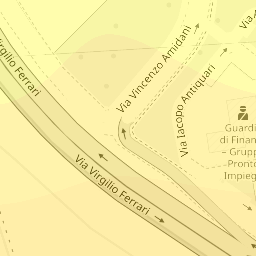 Via Vincenzo Amidani
Via
Virgilio Ferrari
Via Iacopo Antiquari
Guardi
di Finan
– Grupp
Pronto
Impieg
Via Virgilio Ferrari